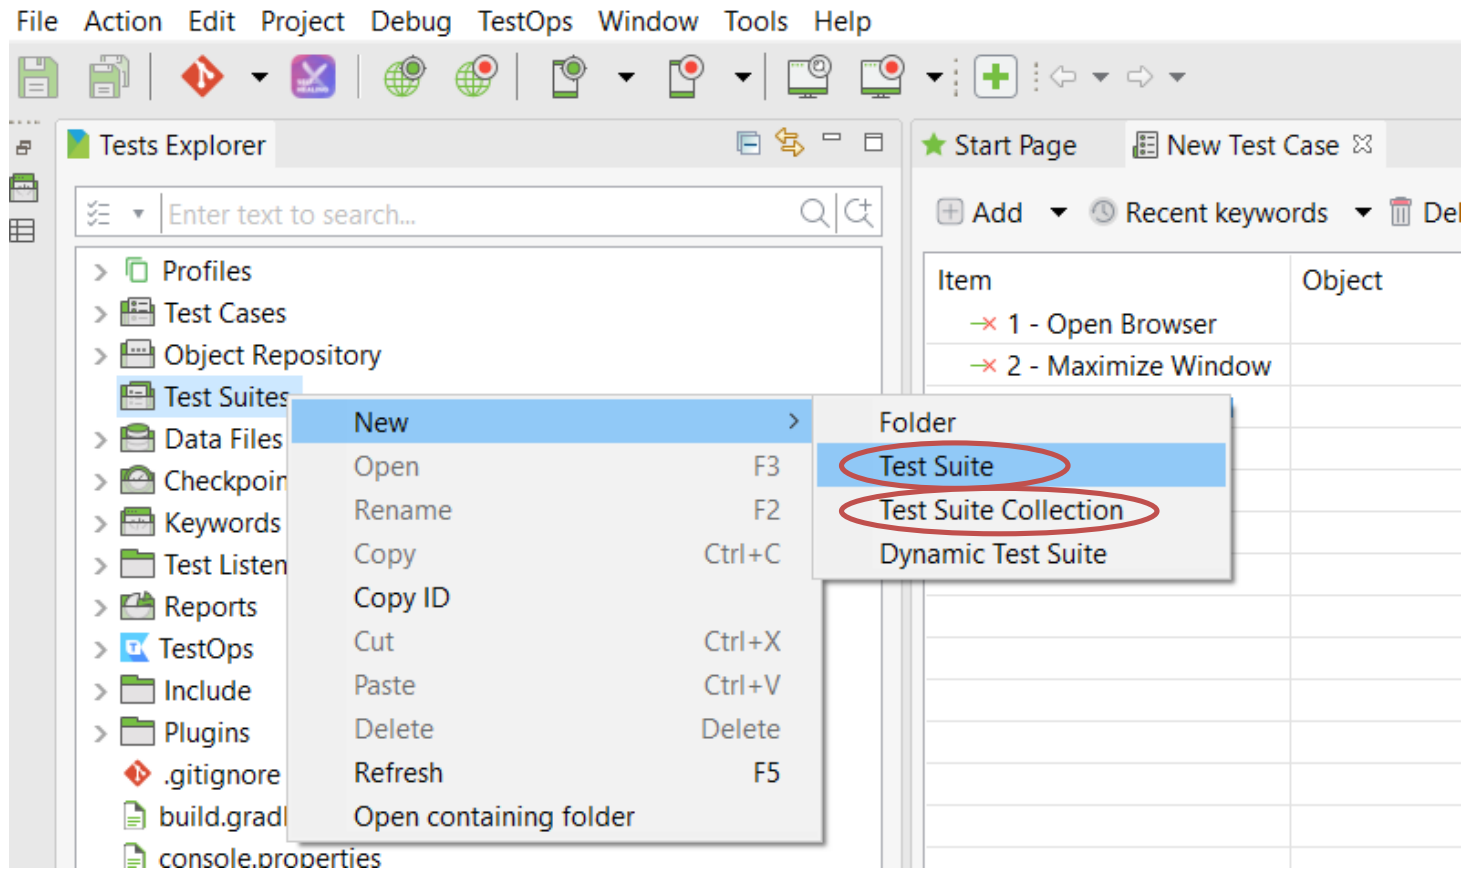 File Action Edit Project Debug TestOps Window Tools Help
Tests Explorer
Start Page
New Test Case
Enter text to search...
Add
Recent keywords
Del
Item
Object
1 - Open Browser
2 - Maximize Window
Profiles
Test Cases
Object Repository
Test Suites
Data Files
Checkpoin
Keywords
Test Listen
Reports
TestOps
Include
Plugins
.gitignore
build.gradl
console.properties
New
Open F3
Rename F2
Copy Ctrl+C
Copy ID
Cut Ctrl+X
Paste Ctrl+V
Delete Delete
Refresh F5
Open containing folder
Folder
Test Suite
Test Suite Collection
Dynamic Test Suite